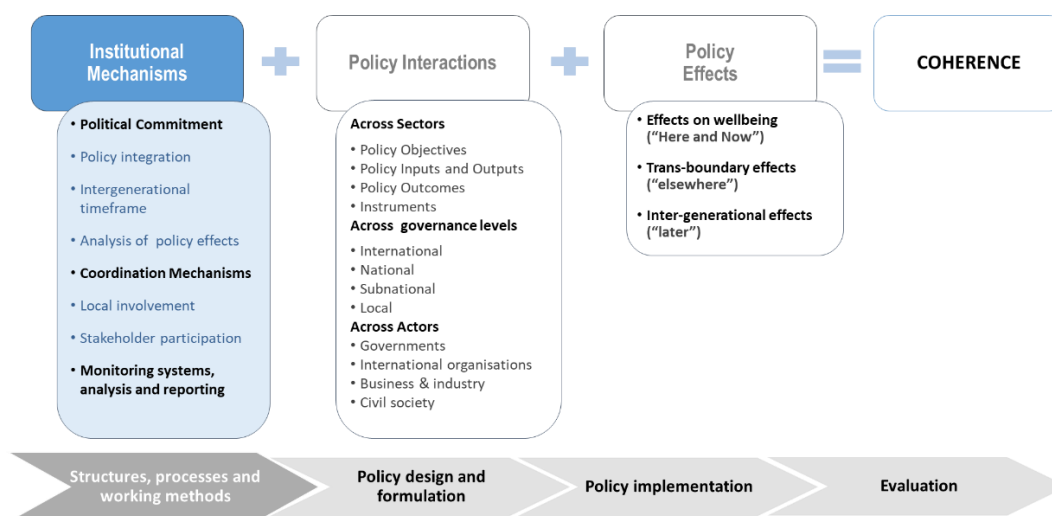 Institutional
Mechanisms
Policy Interactions
Policy
Effects
COHERENCE
• Political Commitment
• Policy integration
• Intergenerational
timeframe
• Analysis of policy effects
• Coordination Mechanisms
• Local involvement
• Stakeholder participation
• Monitoring systems,
analysis and reporting
Across Sectors
• Policy Objectives
• Policy Inputs and Outputs
• Policy Outcomes
• Instruments
Across governance levels
• International
• National
• Subnational
• Local
Across Actors
• Governments
• International organisations
• Business & industry
• Civil society
• Effects on wellbeing
(“Here and Now”)
• Trans-boundary effects
(“elsewhere”)
• Inter-generational effects
(“later”)
Structures, processes and
working methods
Policy design and
formulation
Policy implementation
Evaluation